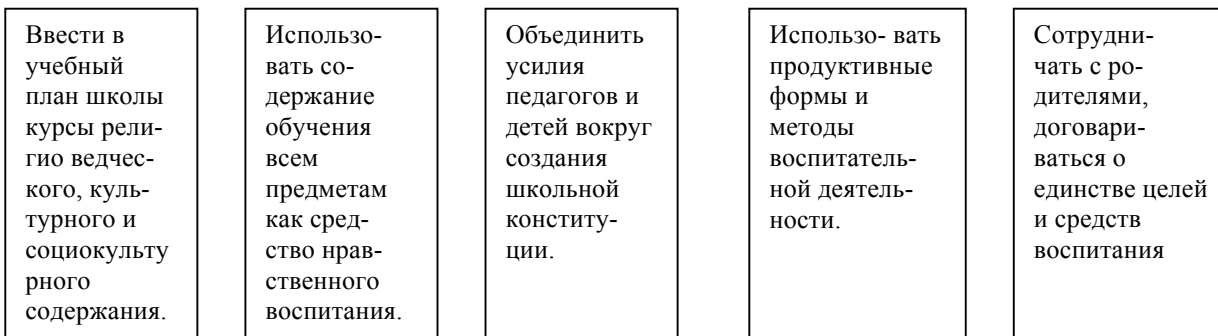 Ввести в
учебный
план школы
курсы рели-
гио ведчес-
кого, куль-
турного и
социокульту
рного
содержания.
Использо-
вать со-
держание
обучения
всем
предметам
как сред-
ство нрав-
ственного
воспитания.
Объединить
усилия
педагогов и
детей вокруг
создания
школьной
конститу-
ции.
Использо- вать
продуктивные
формы и
методы
воспитатель-
ной деятель-
ности.
Сотрудни-
чать с ро-
дителями,
договари-
ваться о
единстве целей
и средств
воспитания